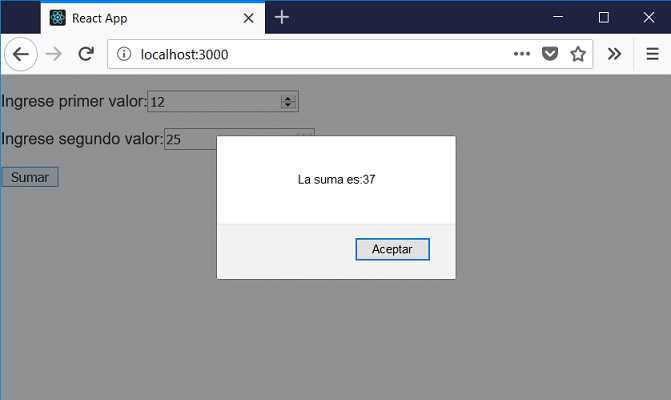 React App
localhost:3000
Ingrese primer valor:12
Ingrese segundo valor:25
Sumar
La suma es:37
Aceptar